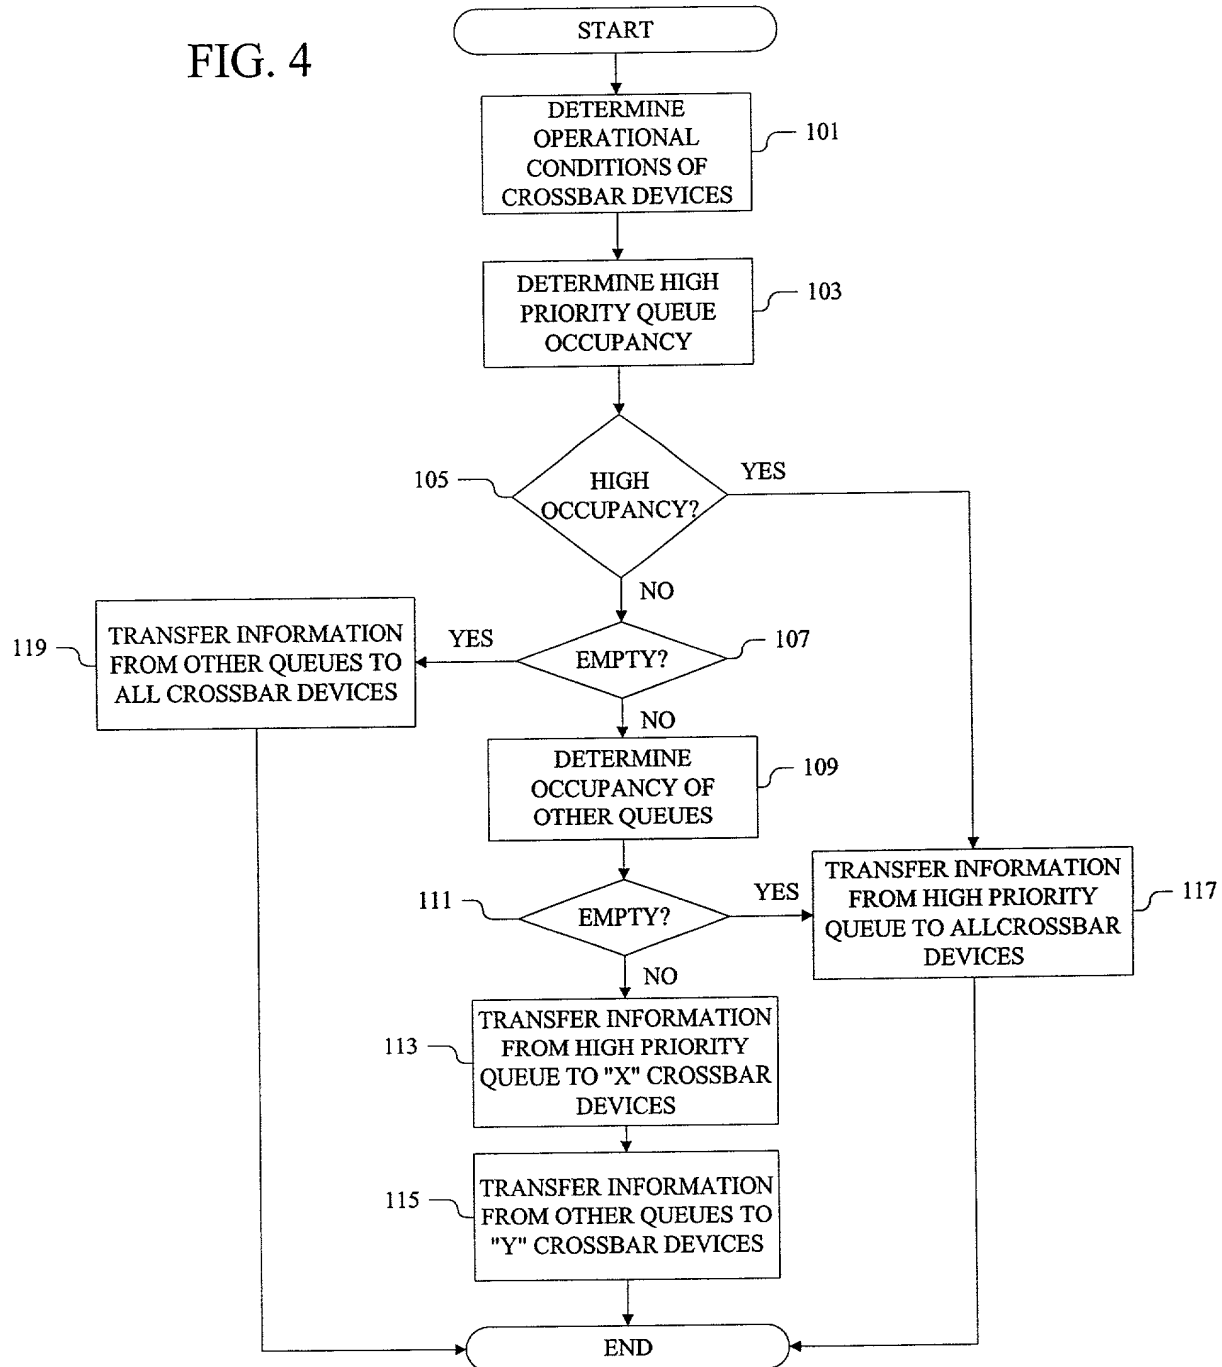 FIG. 4
START
DETERMINE
OPERATIONAL
CONDITIONS OF
CROSSBAR DEVICES
101
DETERMINE HIGH
PRIORITY QUEUE
OCCUPANCY
103
HIGH
OCCUPANCY?
105
YES
NO
EMPTY?
107
YES
TRANSFER INFORMATION
FROM OTHER QUEUES TO
ALL CROSSBAR DEVICES
119
NO
DETERMINE
OCCUPANCY OF
OTHER QUEUES
109
EMPTY?
111
YES
TRANSFER INFORMATION
FROM HIGH PRIORITY
QUEUE TO ALLCROSSBAR
DEVICES
117
NO
TRANSFER INFORMATION
FROM HIGH PRIORITY
QUEUE TO "X" CROSSBAR
DEVICES
113
TRANSFER INFORMATION
FROM OTHER QUEUES TO
"Y" CROSSBAR DEVICES
115
END